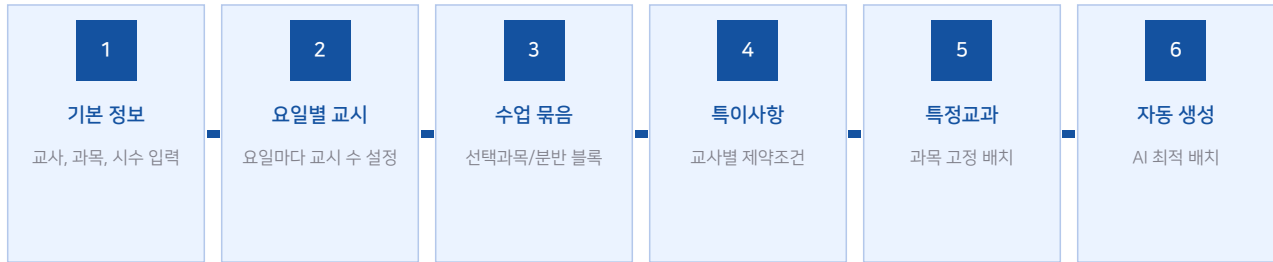 1
기본 정보
교사, 과목, 시수 입력
2
요일별 교시
요일마다 교시 수 설정
3
수업 묶음
선택과목/분반 블록
4
특이사항
교사별 제약조건
5
특정교과
과목 고정 배치
6
자동 생성
AI 최적 배치